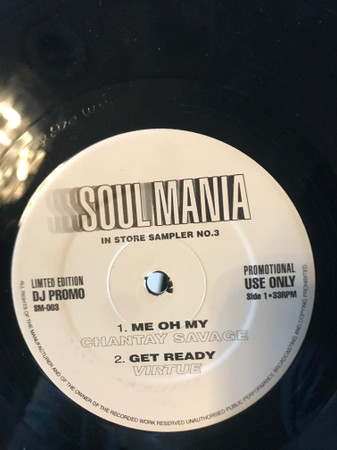 SOULMANIA
IN STORE SAMPLER NO.3
LIMITED EDITION
DJ PROMO
SM-003
PROMOTIONAL
USE ONLY
Side 1•33RPM
1. ME OH MY
CHANTAY SAVAGE
2. GET READY
VIRTUE
ALL RIGHTS OF THE MANUFACTURER AND OF THE OWNER OF THE RECORDED WORK RESERVED UNAUTHORISED PUBLIC PERFORMANCE BROADCASTING AND COPYING PROHIBITED.